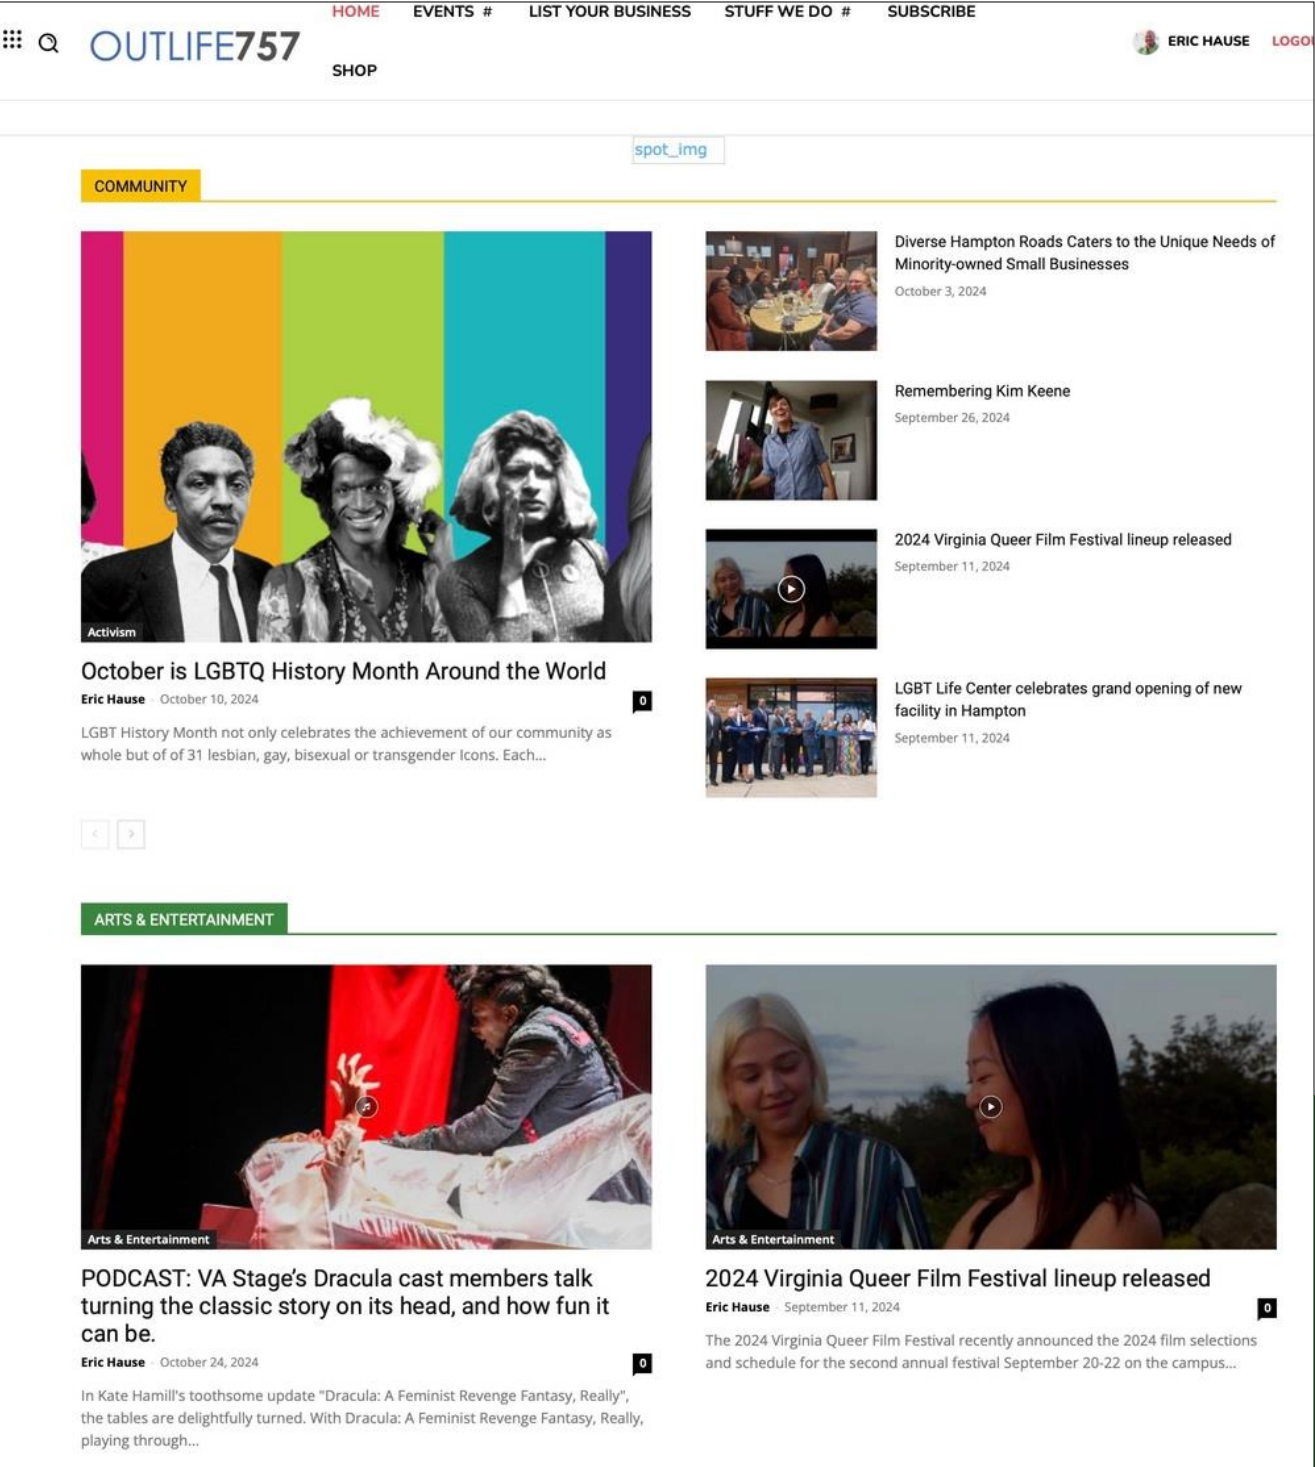 HOME EVENTS # LIST YOUR BUSINESS STUFF WE DO # SUBSCRIBE
OUTLIFE757
ERIC HAUSE LOGOU
SHOP
spot_img
COMMUNITY
Activism
October is LGBTQ History Month Around the World
Eric Hause - October 10, 2024 0
LGBT History Month not only celebrates the achievement of our community as
whole but of of 31 lesbian, gay, bisexual or transgender Icons. Each...
Diverse Hampton Roads Caters to the Unique Needs of
Minority-owned Small Businesses
October 3, 2024
Remembering Kim Keene
September 26, 2024
2024 Virginia Queer Film Festival lineup released
September 11, 2024
LGBT Life Center celebrates grand opening of new
facility in Hampton
September 11, 2024
ARTS & ENTERTAINMENT
Arts & Entertainment
PODCAST: VA Stage’s Dracula cast members talk
turning the classic story on its head, and how fun it
can be.
Eric Hause - October 24, 2024 0
In Kate Hamill's toothsome update "Dracula: A Feminist Revenge Fantasy, Really",
the tables are delightfully turned. With Dracula: A Feminist Revenge Fantasy, Really,
playing through...
Arts & Entertainment
2024 Virginia Queer Film Festival lineup released
Eric Hause - September 11, 2024 0
The 2024 Virginia Queer Film Festival recently announced the 2024 film selections
and schedule for the second annual festival September 20-22 on the campus...